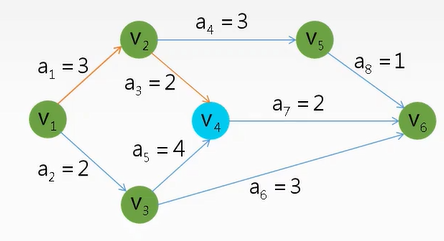 a₄ = 3
v₂
v₅
a₁ = 3
a₃ = 2
a₈ = 1
a₇ = 2
v₁
v₄
v₆
a₅ = 4
a₂ = 2
a₆ = 3
v₃